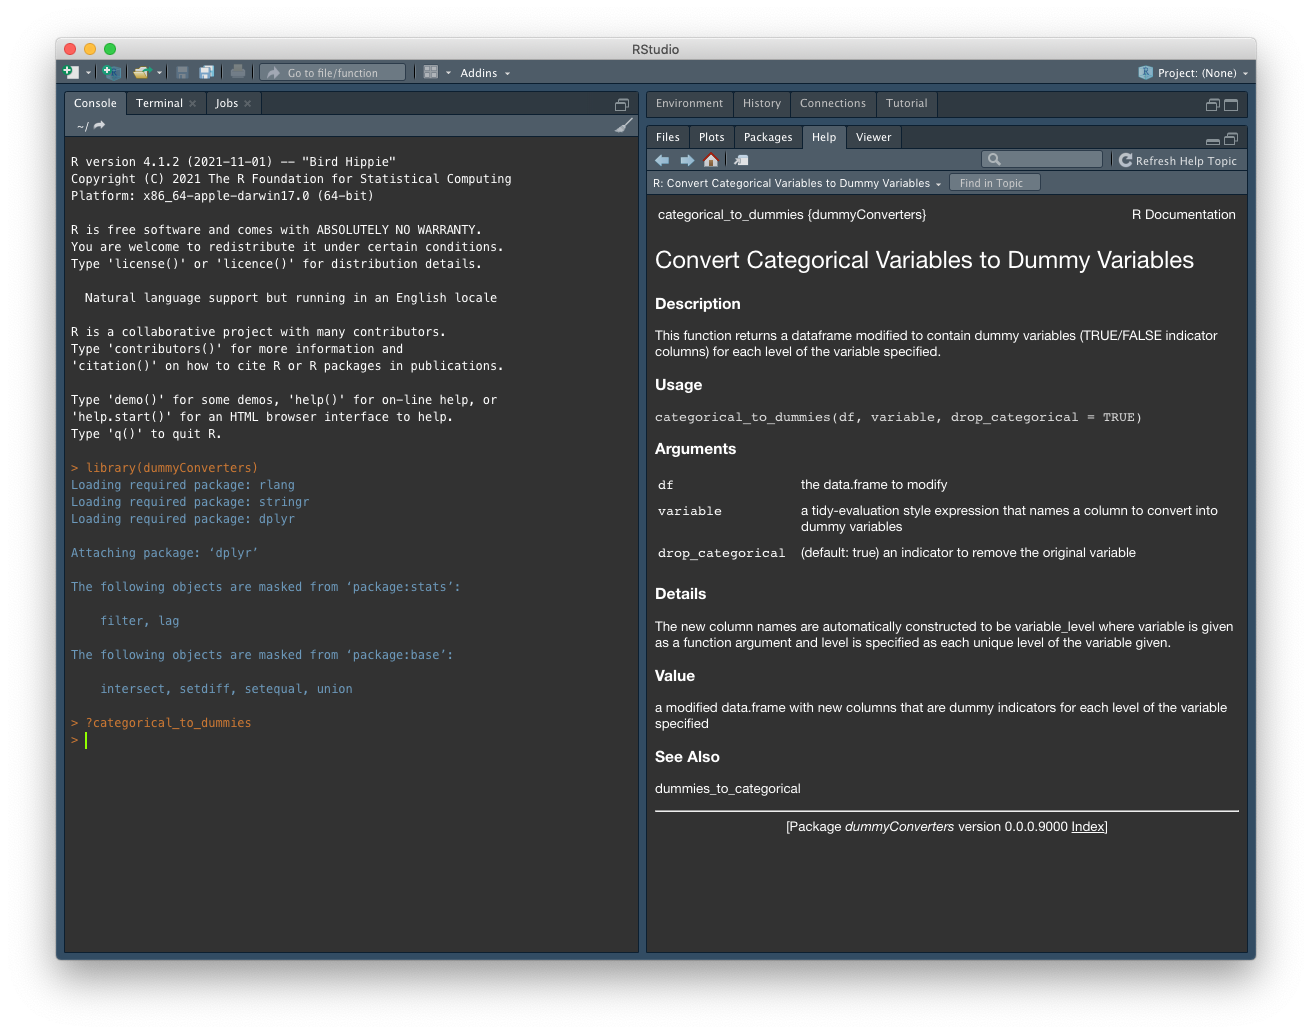 RStudio
Go to file/function
Addins
Project: (None)
Console
Terminal
Jobs
~/
R version 4.1.2 (2021-11-01) -- "Bird Hippie"
Copyright (C) 2021 The R Foundation for Statistical Computing
Platform: x86_64-apple-darwin17.0 (64-bit)
R is free software and comes with ABSOLUTELY NO WARRANTY.
You are welcome to redistribute it under certain conditions.
Type 'license()' or 'licence()' for distribution details.
Natural language support but running in an English locale
R is a collaborative project with many contributors.
Type 'contributors()' for more information and
'citation()' on how to cite R or R packages in publications.
Type 'demo()' for some demos, 'help()' for on-line help, or
'help.start()' for an HTML browser interface to help.
Type 'q()' to quit R.
> library(dummyConverters)
Loading required package: rlang
Loading required package: stringr
Loading required package: dplyr
Attaching package: ‘dplyr’
The following objects are masked from ‘package:stats’:
filter, lag
The following objects are masked from ‘package:base’:
intersect, setdiff, setequal, union
> ?categorical_to_dummies
>
Environment
History
Connections
Tutorial
Files
Plots
Packages
Help
Viewer
Refresh Help Topic
R: Convert Categorical Variables to Dummy Variables
Find in Topic
categorical_to_dummies {dummyConverters}
R Documentation
Convert Categorical Variables to Dummy Variables
Description
This function returns a dataframe modified to contain dummy variables (TRUE/FALSE indicator
columns) for each level of the variable specified.
Usage
categorical_to_dummies(df, variable, drop_categorical = TRUE)
Arguments
df the data.frame to modify
variable a tidy-evaluation style expression that names a column to convert into
dummy variables
drop_categorical (default: true) an indicator to remove the original variable
Details
The new column names are automatically constructed to be variable_level where variable is given
as a function argument and level is specified as each unique level of the variable given.
Value
a modified data.frame with new columns that are dummy indicators for each level of the variable
specified
See Also
dummies_to_categorical
[Package dummyConverters version 0.0.0.9000 Index]